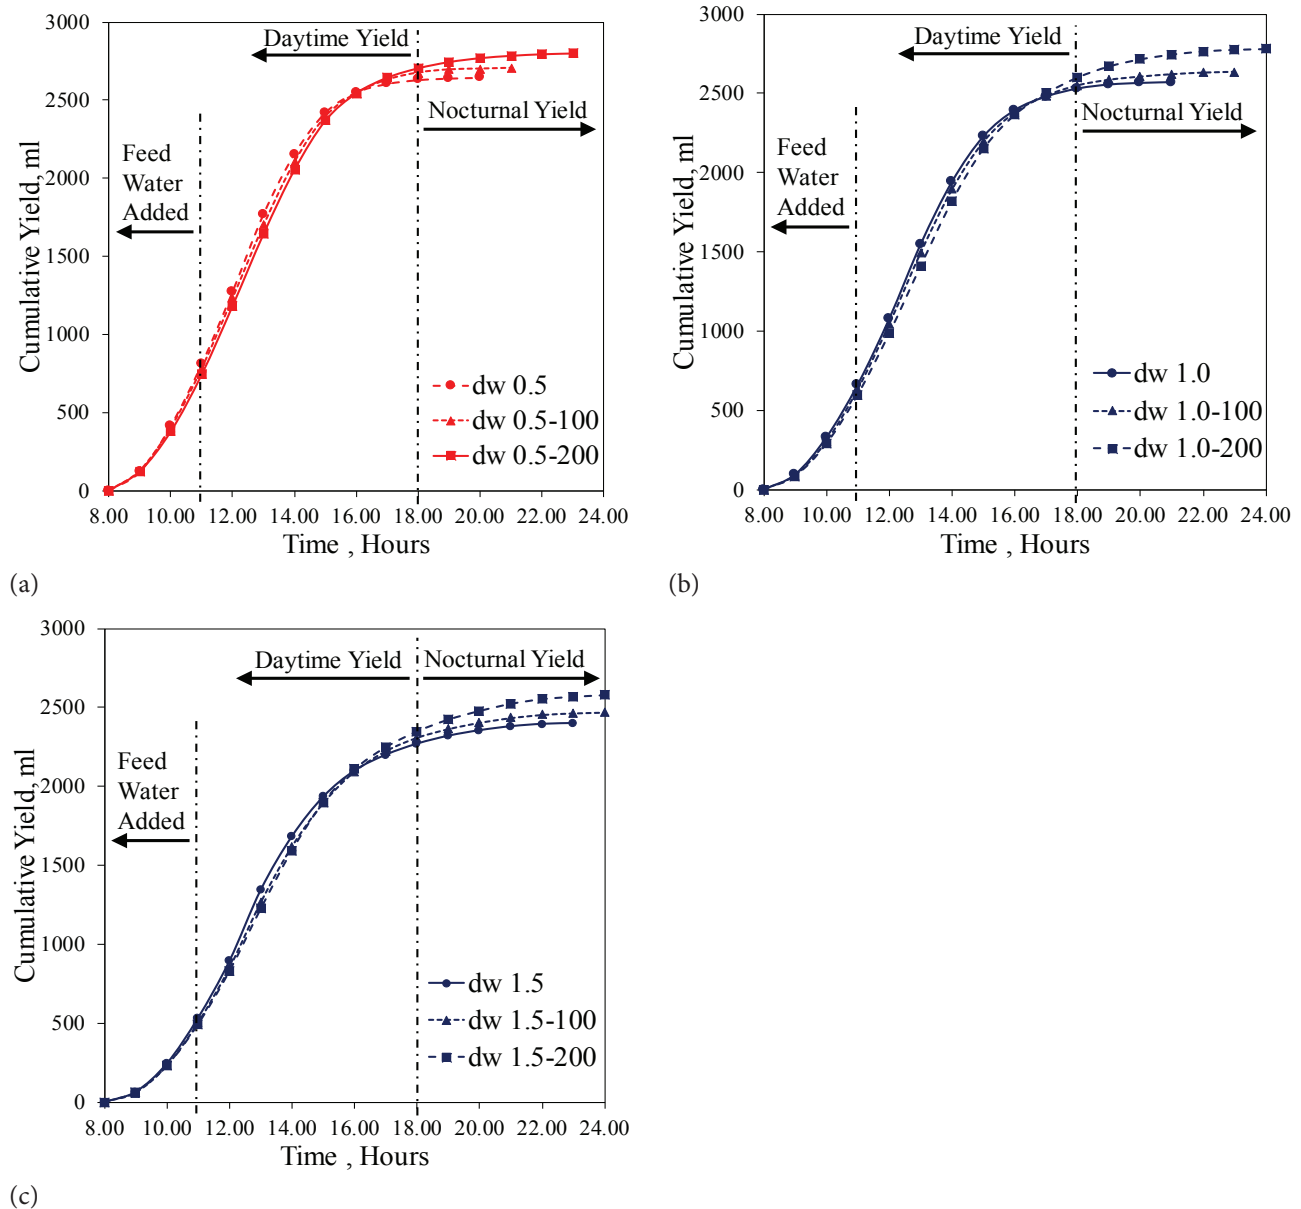 3000
2500
2000
1500
1000
500
0
Cumulative Yield, ml
Daytime Yield
Nocturnal Yield
Feed
Water
Added
dw 0.5
dw 0.5-100
dw 0.5-200
8.00 10.00 12.00 14.00 16.00 18.00 20.00 22.00 24.00
Time , Hours
(a)
3000
2500
2000
1500
1000
500
0
Cumulative Yield, ml
Daytime Yield
Nocturnal Yield
Feed
Water
Added
dw 1.0
dw 1.0-100
dw 1.0-200
8.00 10.00 12.00 14.00 16.00 18.00 20.00 22.00 24.00
Time , Hours
(b)
3000
2500
2000
1500
1000
500
0
Cumulative Yield, ml
Daytime Yield
Nocturnal Yield
Feed
Water
Added
dw 1.5
dw 1.5-100
dw 1.5-200
8.00 10.00 12.00 14.00 16.00 18.00 20.00 22.00 24.00
Time , Hours
(c)